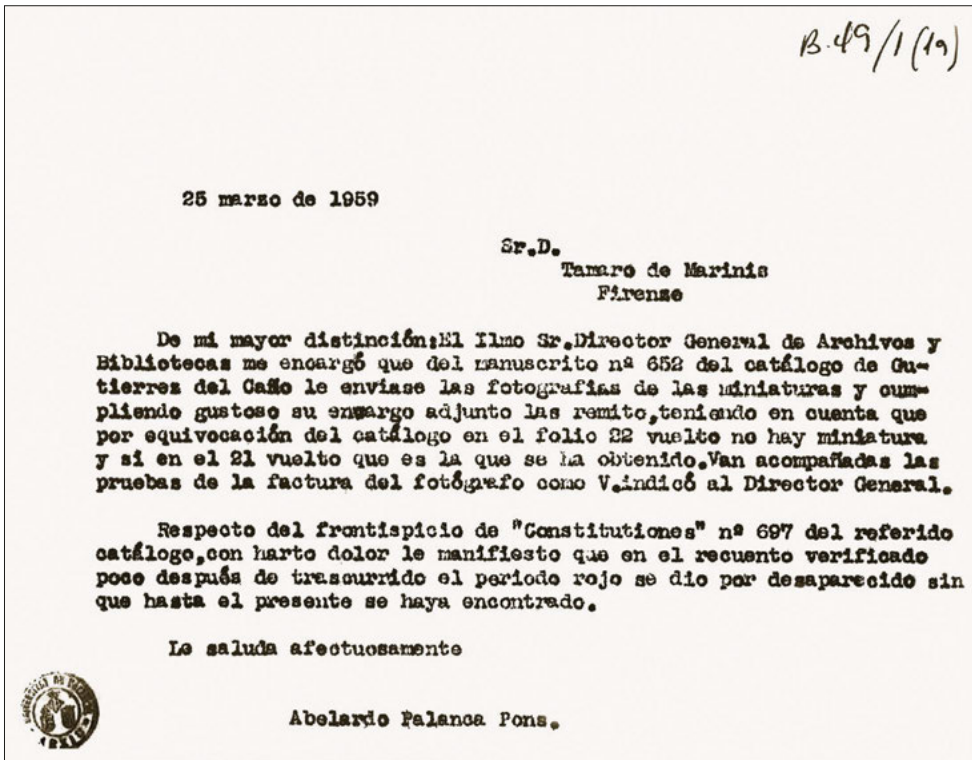 B.49/1(19)
25 marzo de 1959
Sr.D.
Tamaro de Marinis
Firenze
De mi mayor distinción:El Ilmo Sr.Director General de Archivos y
Bibliotecas me encargó que del manuscrito nº 652 del catálogo de Gu-
tierrez del Caño le enviase las fotografías de las miniaturas y cum-
pliendo gustoso su encargo adjunto las remito,teniendo en cuenta que
por equivocación del catálogo en el folio 22 vuelto no hay miniatura
y si en el 21 vuelto que es la que se ha obtenido.Van acompañadas las
pruebas de la factura del fotógrafo como V.indicó al Director General.
Respecto del frontispicio de "Constitutiones" nº 697 del referido
catálogo,con harto dolor le manifiesto que en el recuento verificado
poco después de trascurrido el periodo rojo se dio por desaparecido sin
que hasta el presente se haya encontrado.
Le saluda afectuosamente
Abelardo Palanca Pons.
ARXIU